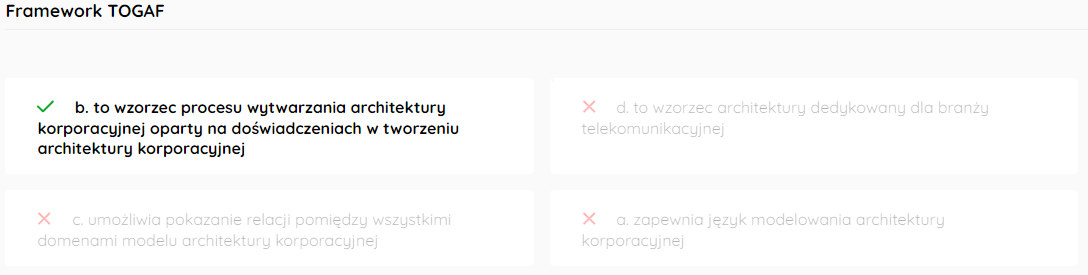 Framework TOGAF
b. to wzorzec procesu wytwarzania architektury
korporacyjnej oparty na doświadczeniach w tworzeniu
architektury korporacyjnej
d. to wzorzec architektury dedykowany dla branży
telekomunikacyjnej
c. umożliwia pokazanie relacji pomiędzy wszystkimi
domenami modelu architektury korporacyjnej
a. zapewnia język modelowania architektury
korporacyjnej